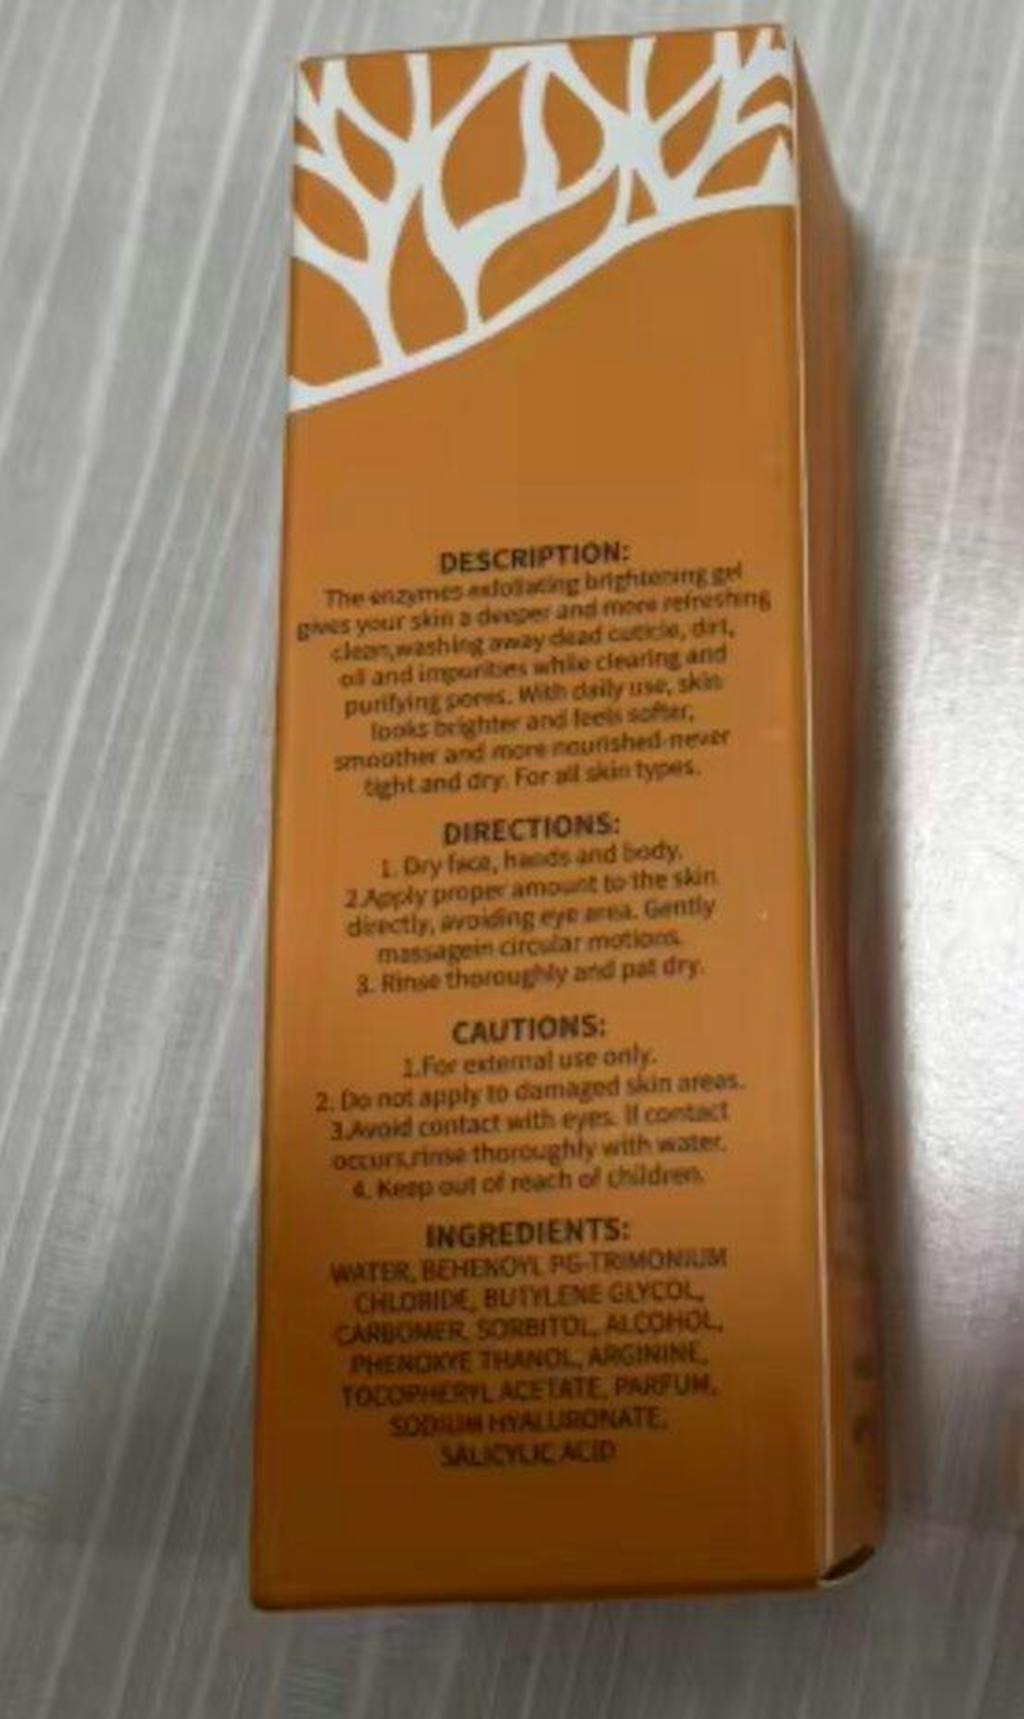 DESCRIPTION:
The enzymes exfoliating brightening gel
gives your skin a deeper and more refreshing
clean,washing away dead cuticle, dirt,
oil and impurities while clearing and
purifying pores. With daily use, skin
looks brighter and feels softer,
smoother and more nourished-never
tight and dry. For all skin types.
DIRECTIONS:
1. Dry face, hands and body.
2.Apply proper amount to the skin
directly, avoiding eye area. Gently
massagein circular motions.
3. Rinse thoroughly and pat dry.
CAUTIONS:
1.For external use only.
2. Do not apply to damaged skin areas.
3.Avoid contact with eyes. If contact
occurs,rinse thoroughly with water.
4. Keep out of reach of children.
INGREDIENTS:
WATER, BEHENOYL PG-TRIMONIUM
CHLORIDE, BUTYLENE GLYCOL,
CARBOMER, SORBITOL, ALCOHOL,
PHENOXYE THANOL, ARGININE,
TOCOPHERYL ACETATE, PARFUM,
SODIUM HYALURONATE,
SALICYLIC ACID